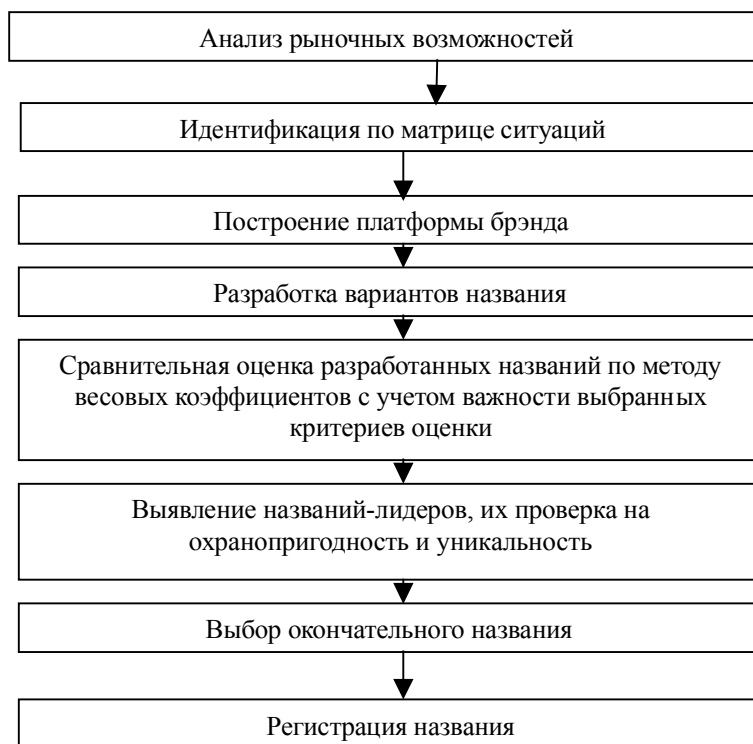 Анализ рыночных возможностей
Идентификация по матрице ситуаций
Построение платформы брэнда
Разработка вариантов названия
Сравнительная оценка разработанных названий по методу
весовых коэффициентов с учетом важности выбранных
критериев оценки
Выявление названий-лидеров, их проверка на
охранопригодность и уникальность
Выбор окончательного названия
Регистрация названия